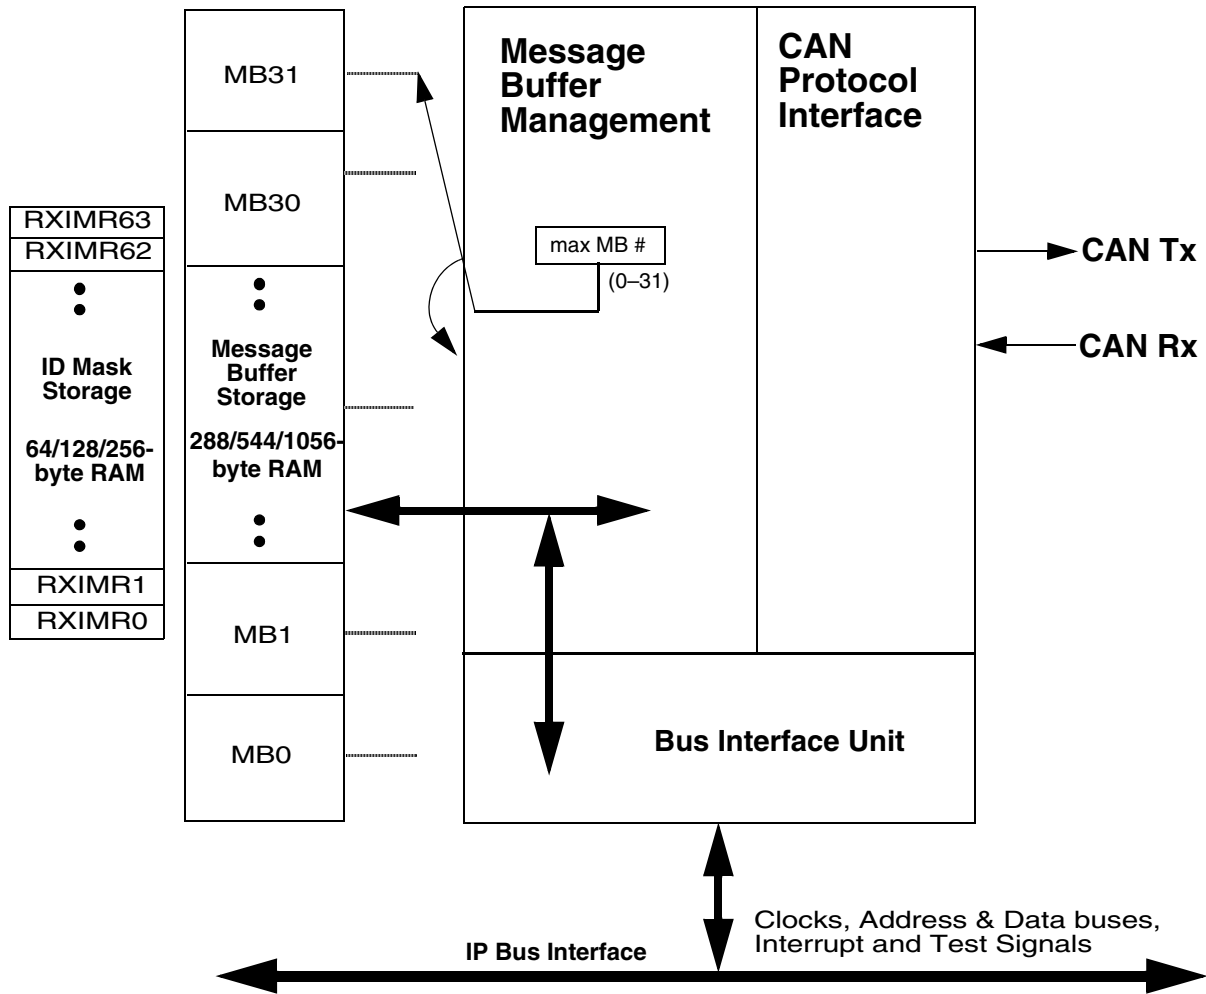 RXIMR63
RXIMR62
ID Mask
Storage
64/128/256-
byte RAM
RXIMR1
RXIMR0
MB31
MB30
Message
Buffer
Storage
288/544/1056-
byte RAM
MB1
MB0
Message
Buffer
Management
max MB #
(0–31)
CAN
Protocol
Interface
CAN Tx
CAN Rx
Bus Interface Unit
Clocks, Address & Data buses,
Interrupt and Test Signals
IP Bus Interface